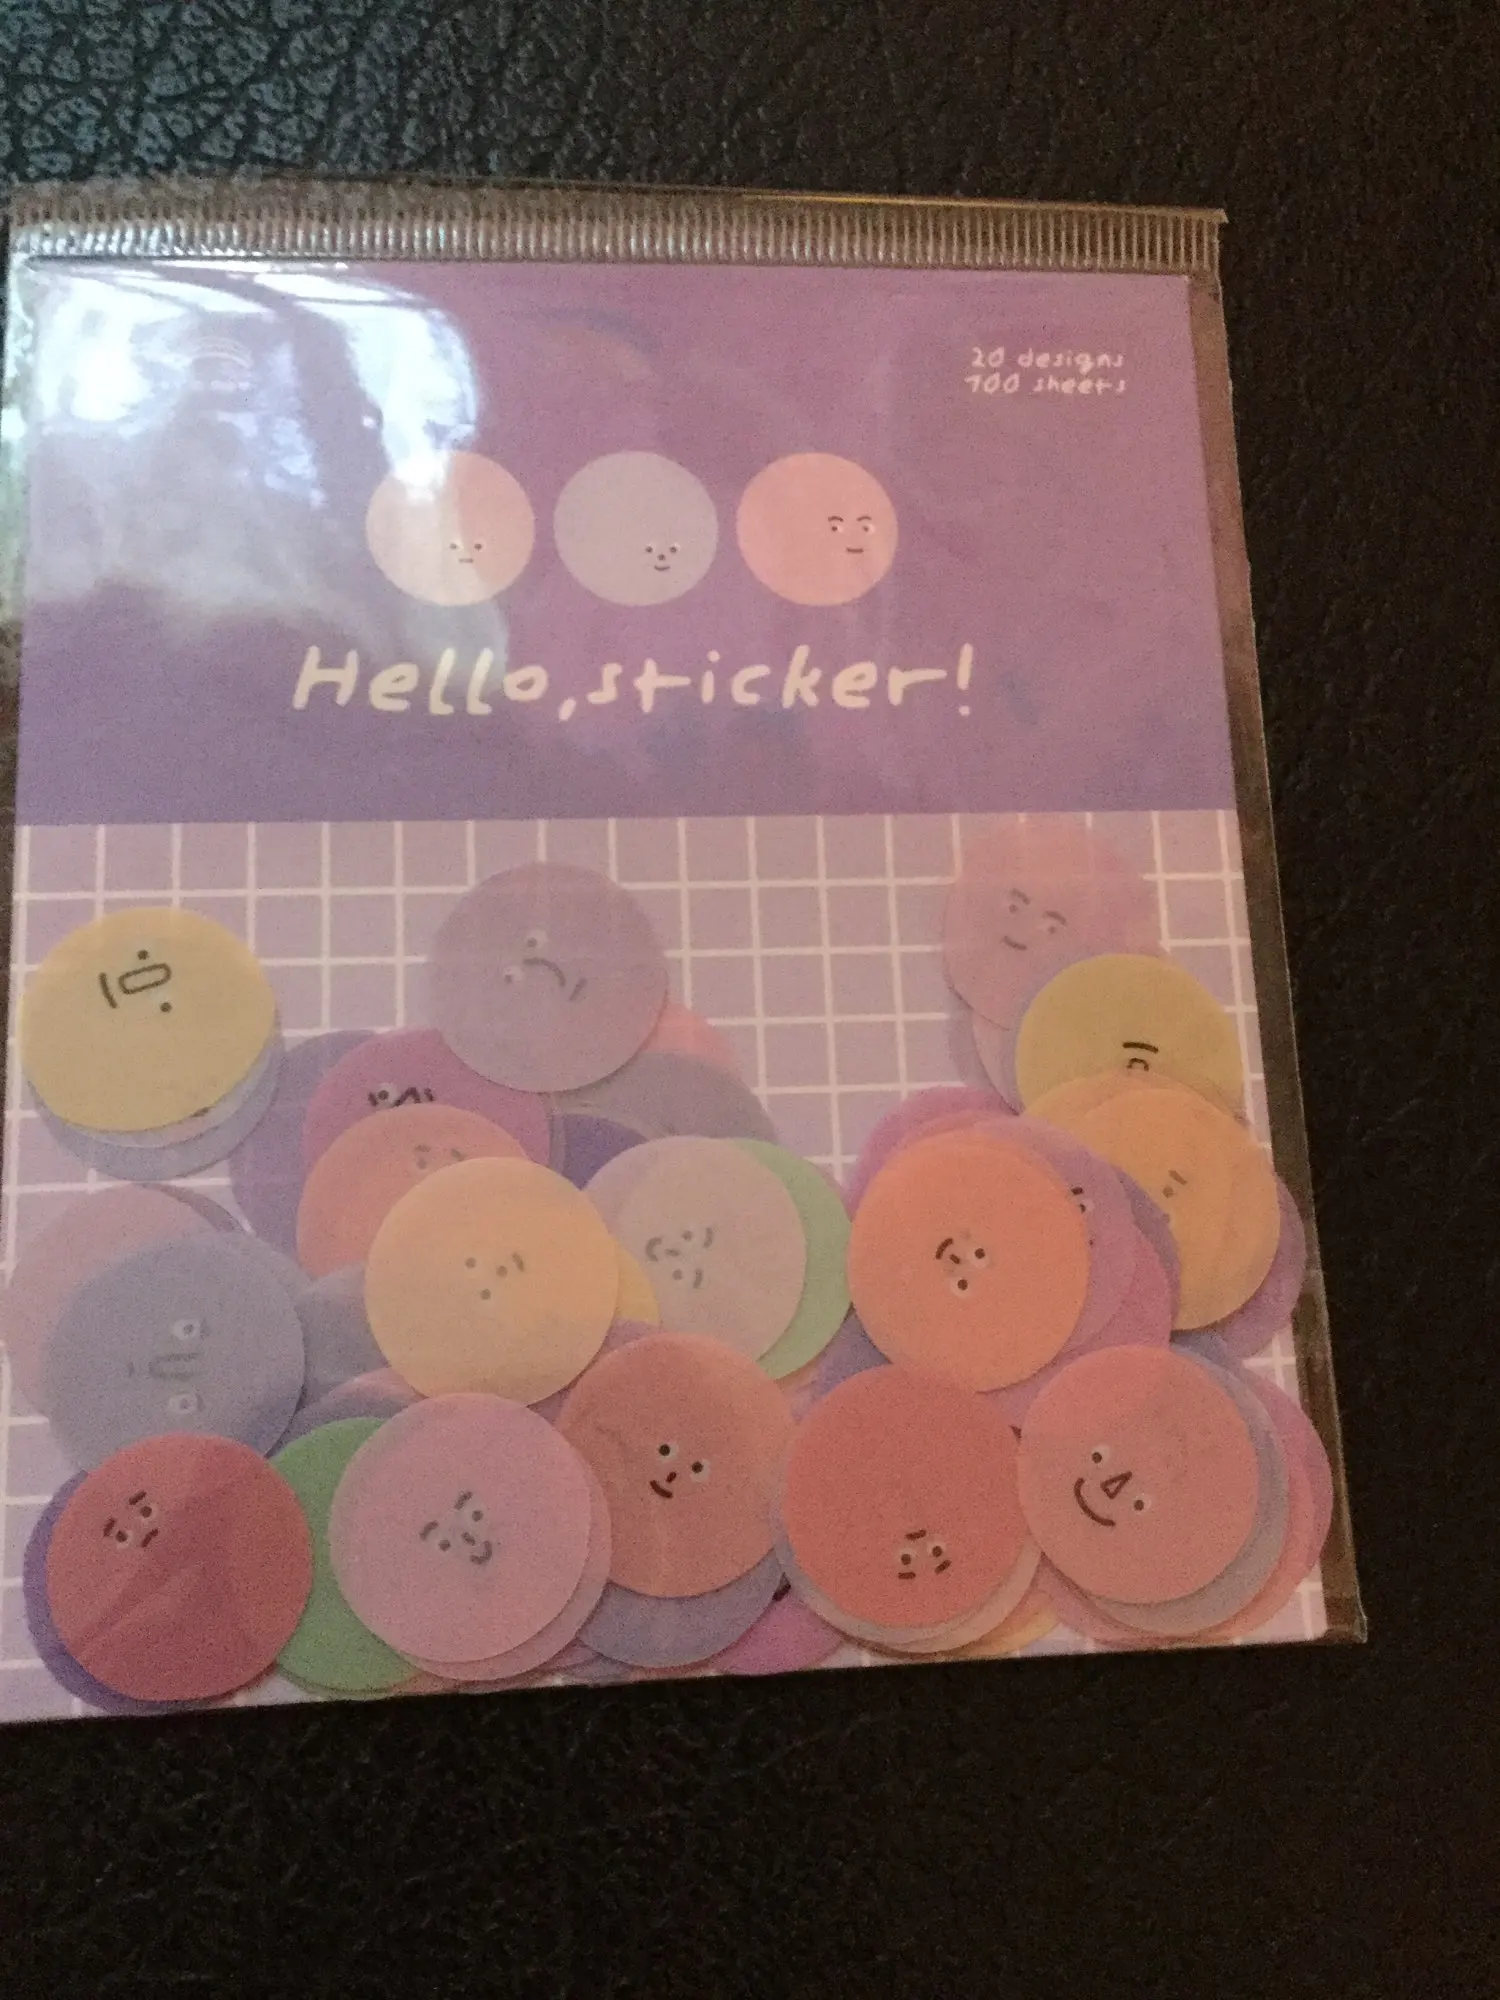 20 designs
100 sheets
Hello, sticker!